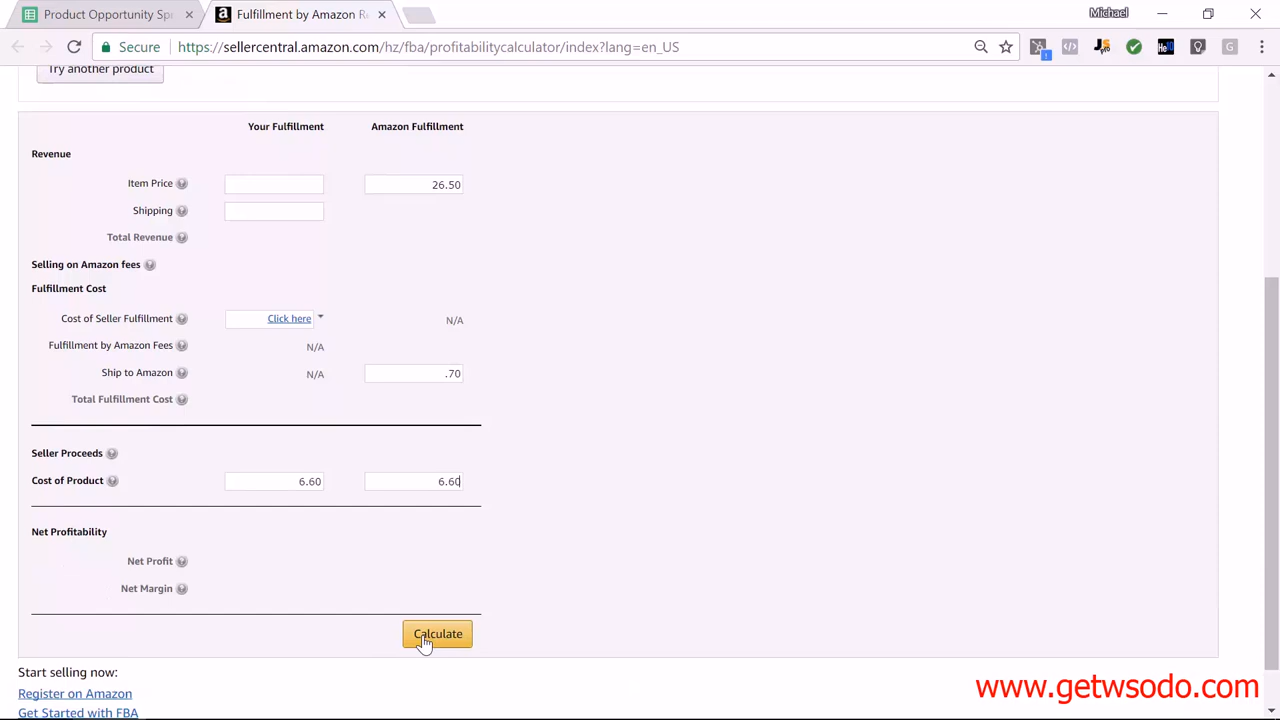 Product Opportunity Spe
Fulfillment by Amazon R
Michael
Secure
https://sellercentral.amazon.com/hz/fba/profitabilitycalculator/index?lang=en_US
Try another product
Your Fulfillment
Amazon Fulfillment
Revenue
Item Price
26.50
Shipping
Total Revenue
Selling on Amazon fees
Fulfillment Cost
Cost of Seller Fulfillment
Click here
N/A
Fulfillment by Amazon Fees
N/A
Ship to Amazon
N/A
.70
Total Fulfillment Cost
Seller Proceeds
Cost of Product
6.60
6.60
Net Profitability
Net Profit
Net Margin
Calculate
Start selling now:
Register on Amazon
Get Started with FBA
www.getwsodo.com